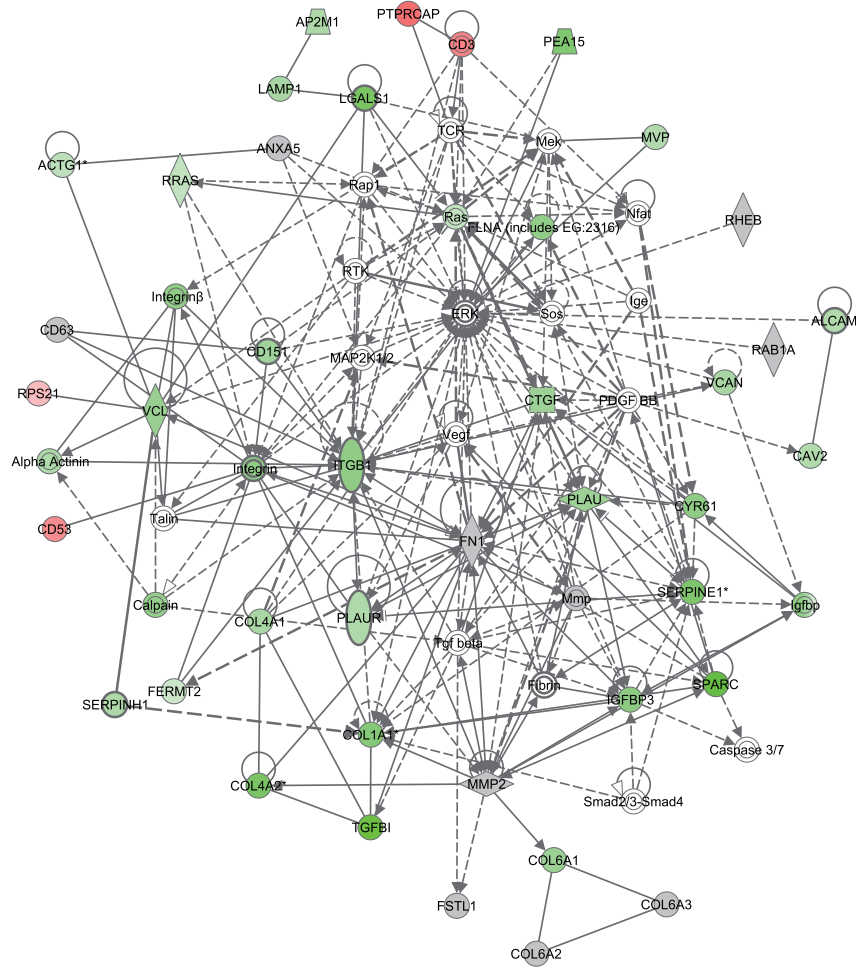 PTPRCAP
AP2M1
CD3
PEA15
LAMP1
LGALS1
TCR
Mek
MVP
ANXA5
ACTG1*
RRAS
Rap1
Ras
Nfat
FLNA (includes EG:2316)
RHEB
RTK
Integrinβ
ERK
Sos
Ige
ALCAM
CD63
CD151
MAP2K1/2
RAB1A
VCAN
RPS21
VCL
CTGF
PDGF BB
Vegf
CAV2
Alpha Actinin
Integrin
ITGB1
PLAU
CYR61
CD53
Talin
FN1
Calpain
COL4A1
PLAUR
Mmp
SERPINE1*
Igfbp
Tgf beta
SERPINH1
FERMT2
Fibrin
IGFBP3
SPARC
COL1A1*
Caspase 3/7
COL4A2*
MMP2
Smad2/3-Smad4
TGFBI
COL6A1
FSTL1
COL6A3
COL6A2